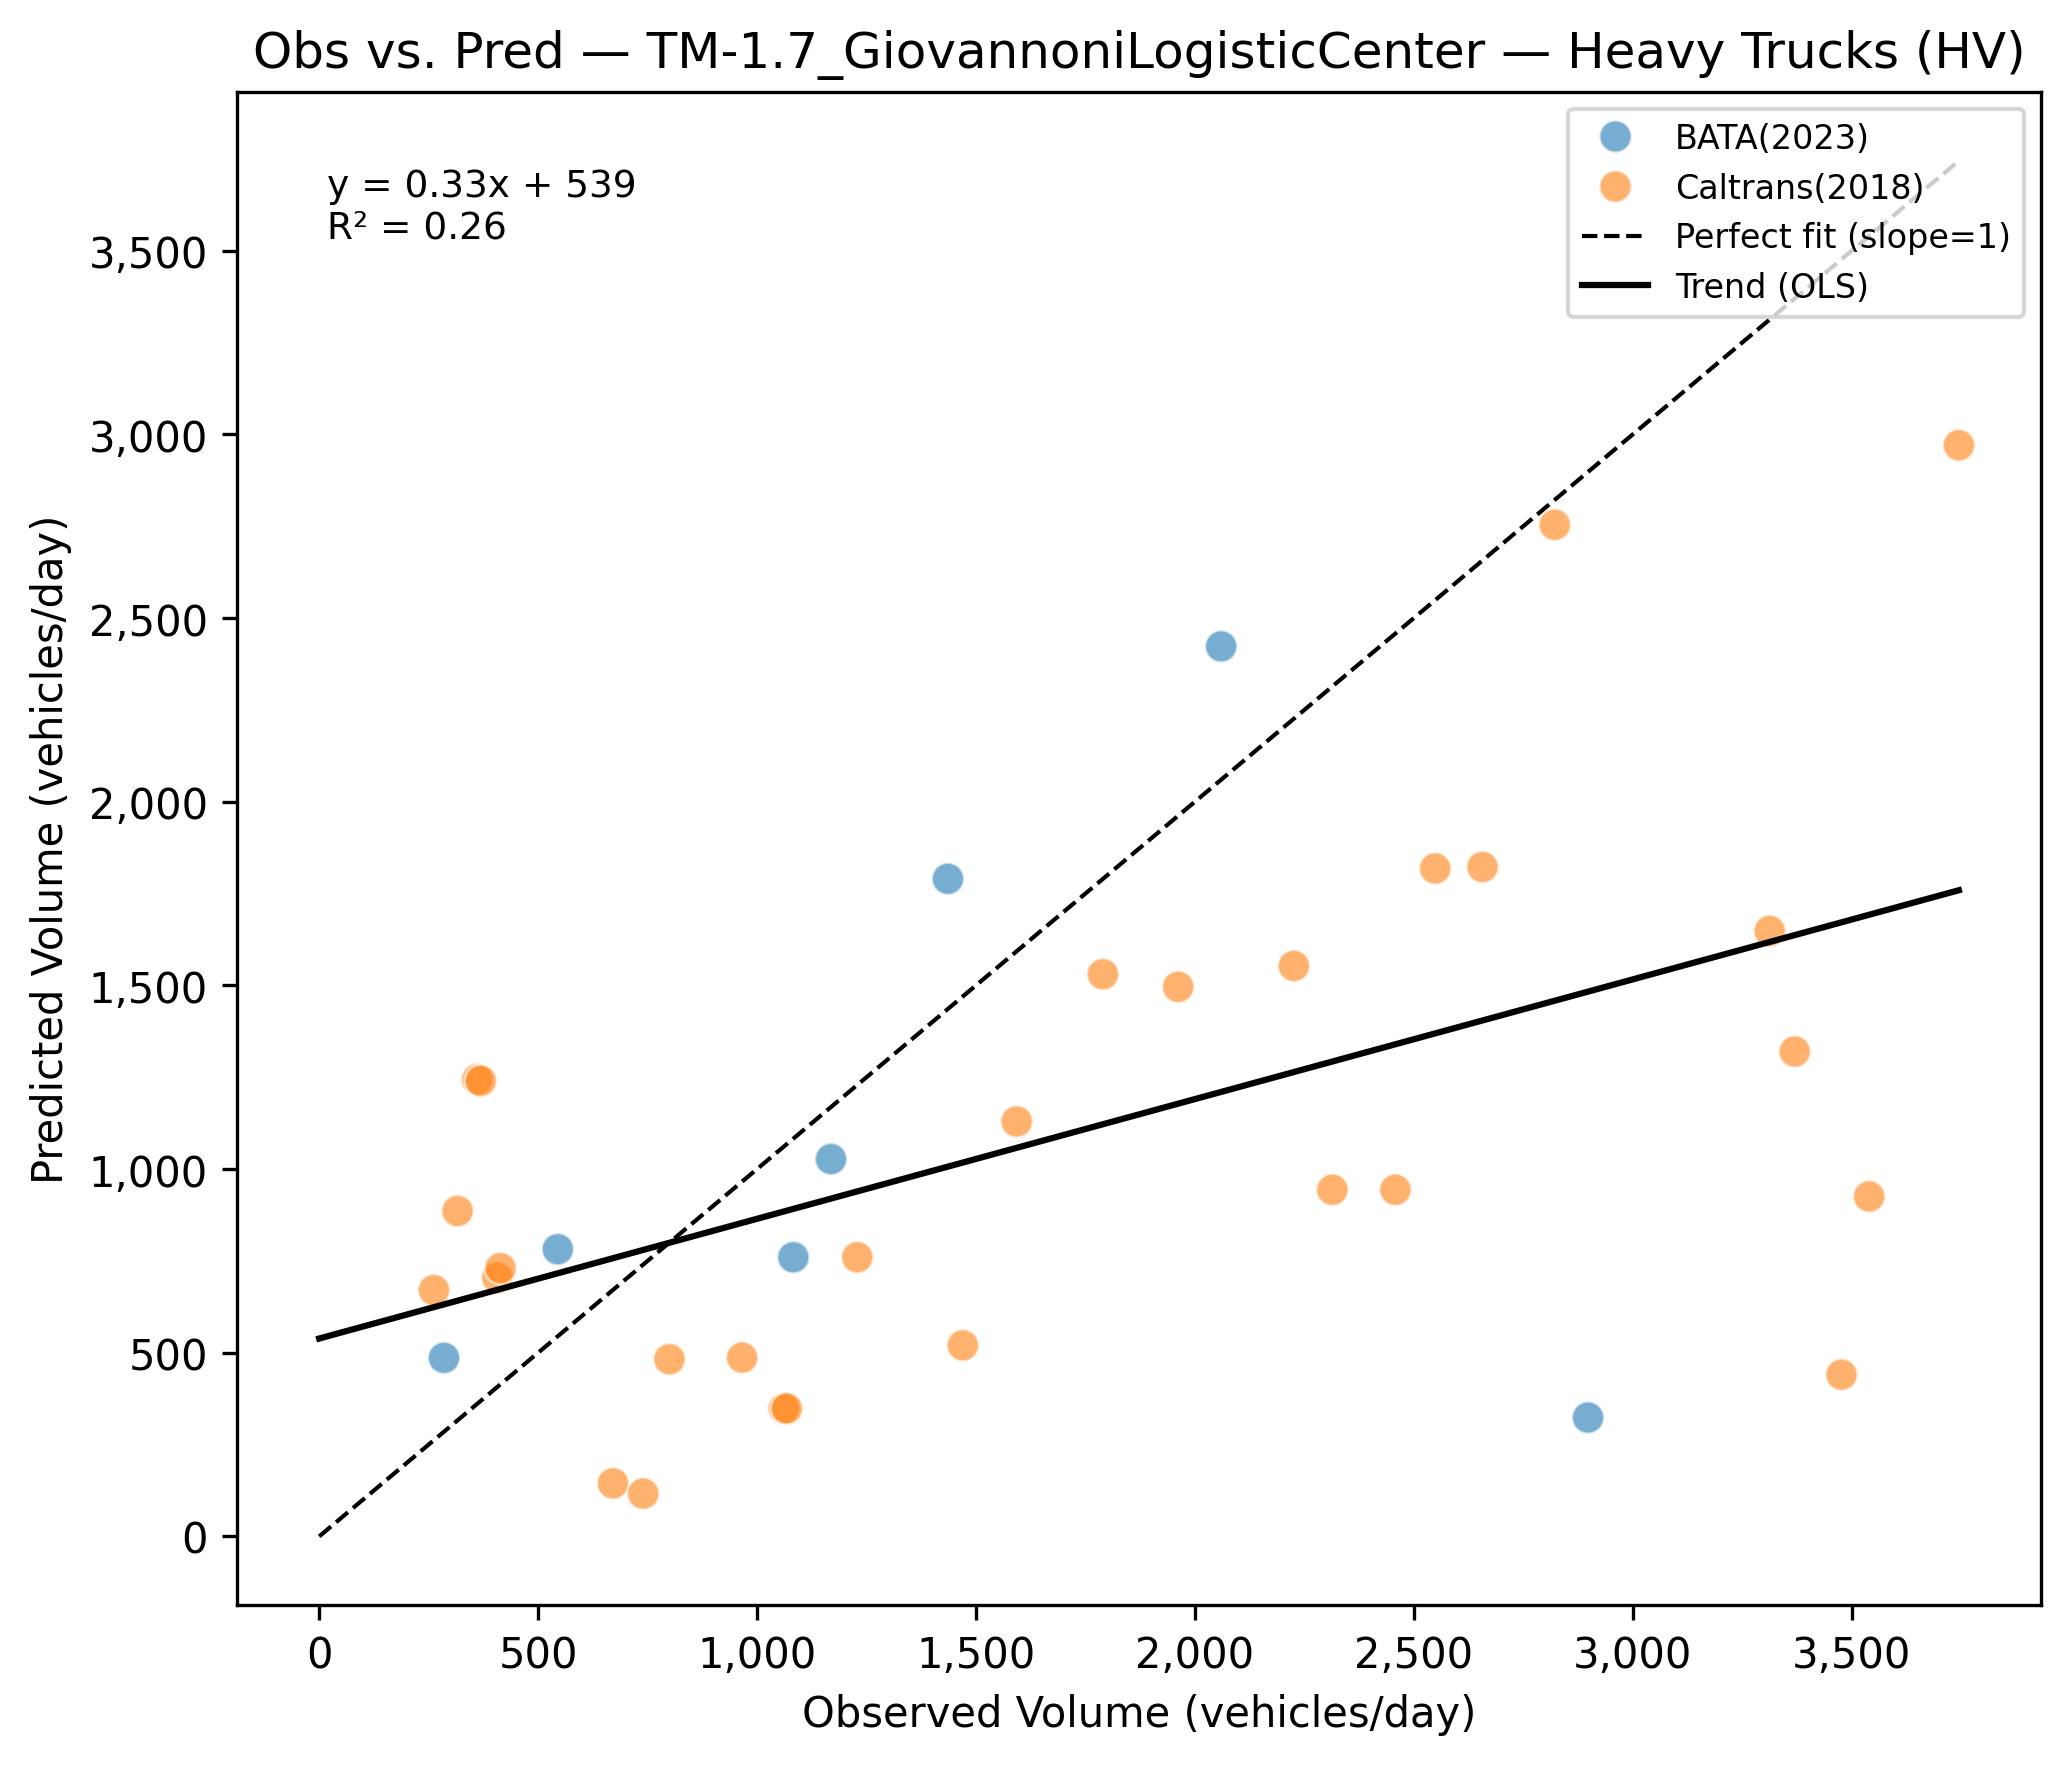 Obs vs. Pred — TM-1.7_GiovannoniLogisticCenter — Heavy Trucks (HV)
y = 0.33x + 539
R² = 0.26
BATA(2023)
Caltrans(2018)
Perfect fit (slope=1)
Trend (OLS)
Predicted Volume (vehicles/day)
3,500
3,000
2,500
2,000
1,500
1,000
500
0
0 500 1,000 1,500 2,000 2,500 3,000 3,500
Observed Volume (vehicles/day)